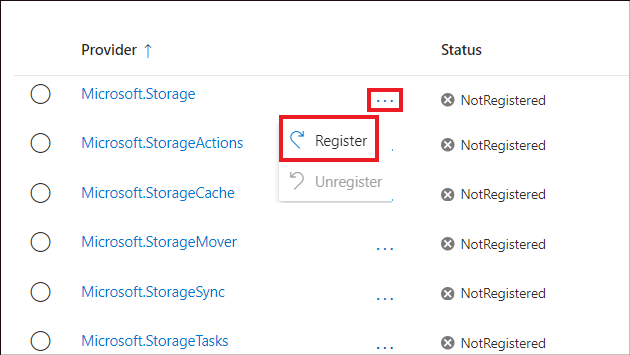 Provider ↑ Status
Microsoft.Storage ... NotRegistered
Register
Microsoft.StorageActions NotRegistered
Unregister
Microsoft.StorageCache NotRegistered
Microsoft.StorageMover ... NotRegistered
Microsoft.StorageSync ... NotRegistered
Microsoft.StorageTasks ... NotRegistered